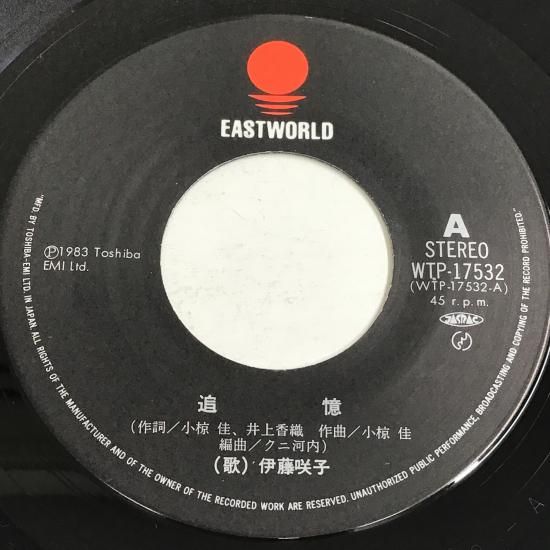 EASTWORLD
Ⓟ1983 Toshiba
EMI Ltd.
A
STEREO
WTP-17532
(WTP-17532-A)
45 r.p.m.
JASRAC
追憶
(作詞/小椋 佳、井上香織 作曲/小椋 佳
編曲/クニ河内)
(歌)伊藤咲子
"MFD. BY TOSHIBA-EMI LTD. IN JAPAN. ALL RIGHTS OF THE MANUFACTURER AND OF THE OWNER OF THE RECORDED WORK ARE RESERVED. UNAUTHORIZED PUBLIC PERFORMANCE, BROADCASTING AND COPYING OF THE RECORD PROHIBITED."